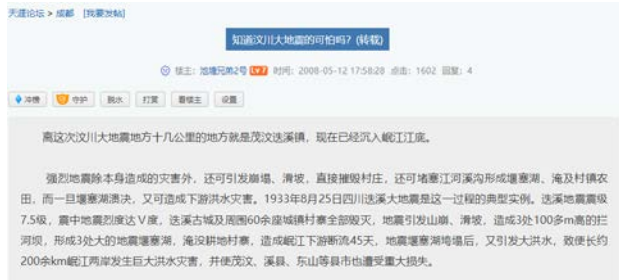 天涯论坛 > 成都 [我要发帖]
知道汶川大地震的可怕吗？(转载)
楼主：池塘兄弟2号 Lv 7 时间：2008-05-12 17:58:28 点击：1602 回复：4
冲榜 守护 脱水 打赏 看楼主 设置
离这次汶川大地震地方十几公里的地方就是茂汶迭溪镇，现在已经沉入岷江江底。
强烈地震除本身造成的灾害外，还可引发崩塌、滑坡，直接摧毁村庄，还可堵塞江河溪沟形成堰塞湖、淹及村镇农
田，而一旦堰塞湖溃决，又可造成下游洪水灾害。1933年8月25日四川迭溪大地震是这一过程的典型实例。迭溪地震震级
7.5级，震中地震烈度达Ⅴ度，迭溪古城及周围60余座城镇村寨全部毁灭，地震引发山崩、滑坡，造成3处100多m高的拦
河坝，形成3处大的地震堰塞湖，淹没耕地村寨，造成岷江下游断流45天，地震堰塞湖垮塌后，又引发大洪水，致使长约
200余km岷江两岸发生巨大洪水灾害，并使茂汶、溪县、东山等县市也遭受重大损失。